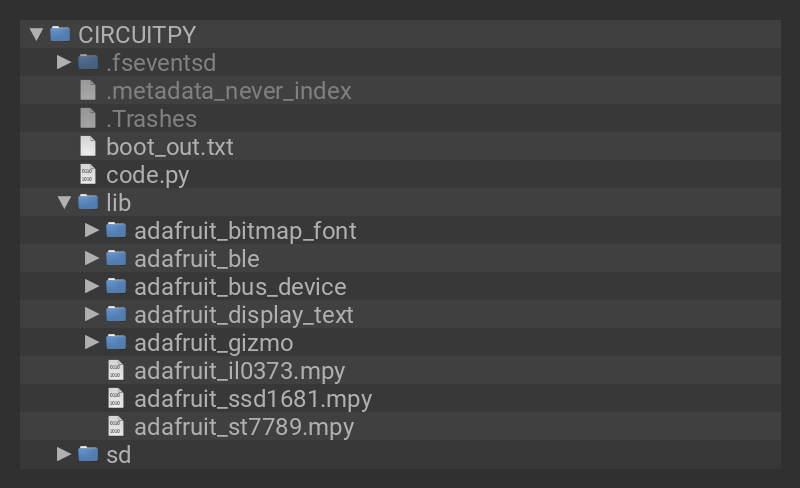 CIRCUITPY
.fseventsd
.metadata_never_index
.Trashes
boot_out.txt
code.py
lib
adafruit_bitmap_font
adafruit_ble
adafruit_bus_device
adafruit_display_text
adafruit_gizmo
adafruit_il0373.mpy
adafruit_ssd1681.mpy
adafruit_st7789.mpy
sd